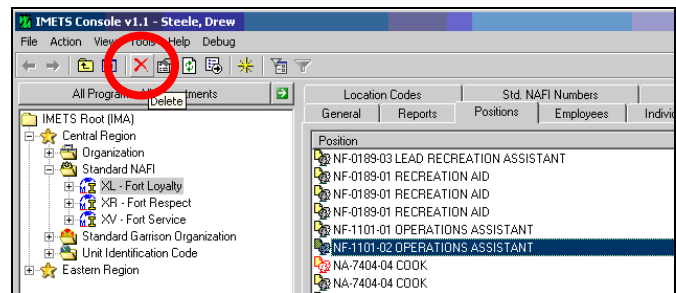 IMETS Console v1.1 - Steele, Drew
File Action View Tools Help Debug
All Program
tments
Delete
Location Codes Std. NAFI Numbers
General Reports Positions Employees Individ
IMETS Root (IMA)
Central Region
Organization
Standard NAFI
XL - Fort Loyalty
XR - Fort Respect
XV - Fort Service
Standard Garrison Organization
Unit Identification Code
Eastern Region
Position
NF-0189-03 LEAD RECREATION ASSISTANT
NF-0189-01 RECREATION AID
NF-0189-01 RECREATION AID
NF-0189-01 RECREATION AID
NF-1101-01 OPERATIONS ASSISTANT
NF-1101-02 OPERATIONS ASSISTANT
NA-7404-04 COOK
NA-7404-04 COOK